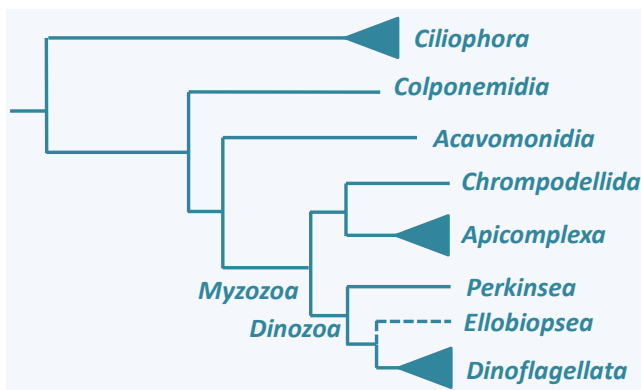 Ciliophora
Colponemidia
Acavomonidia
Chrompodellida
Apicomplexa
Myzozoa
Perkinsea
Dinozoa
Ellobiopsea
Dinoflagellata